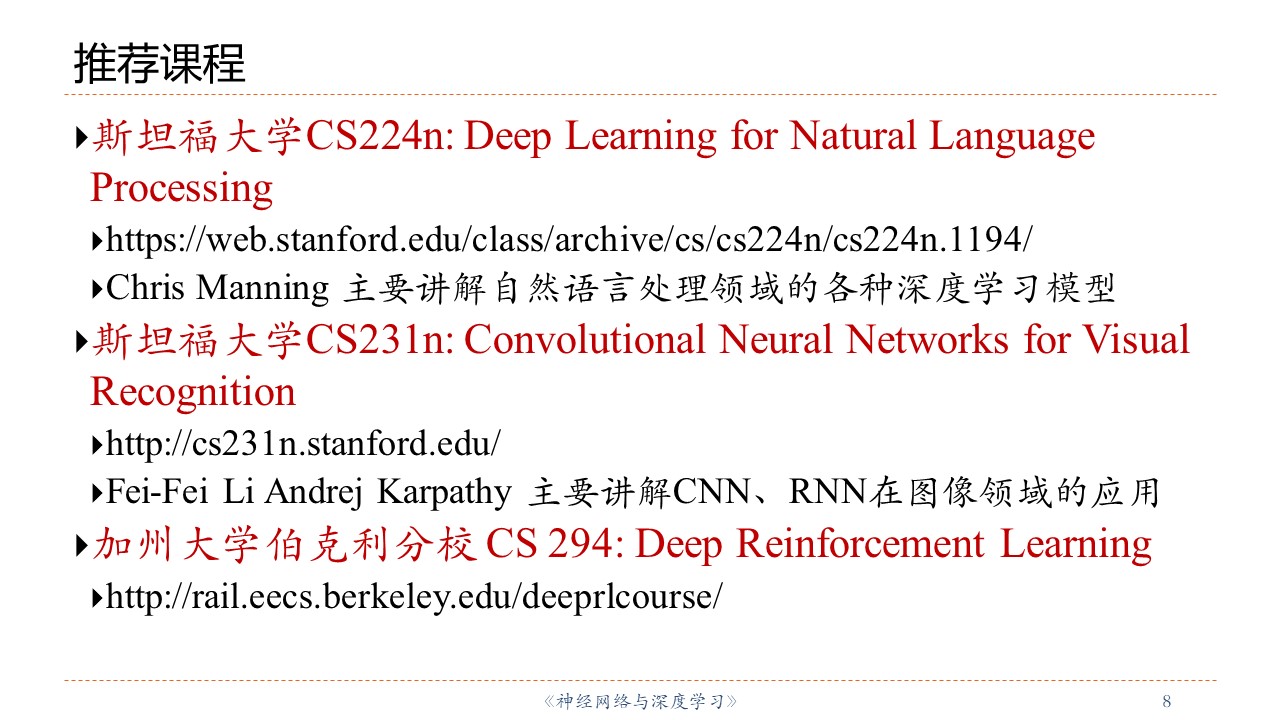 推荐课程
斯坦福大学CS224n: Deep Learning for Natural Language
Processing
https://web.stanford.edu/class/archive/cs/cs224n/cs224n.1194/
Chris Manning 主要讲解自然语言处理领域的各种深度学习模型
斯坦福大学CS231n: Convolutional Neural Networks for Visual
Recognition
http://cs231n.stanford.edu/
Fei-Fei Li Andrej Karpathy 主要讲解CNN、RNN在图像领域的应用
加州大学伯克利分校 CS 294: Deep Reinforcement Learning
http://rail.eecs.berkeley.edu/deeprlcourse/
《神经网络与深度学习》
8